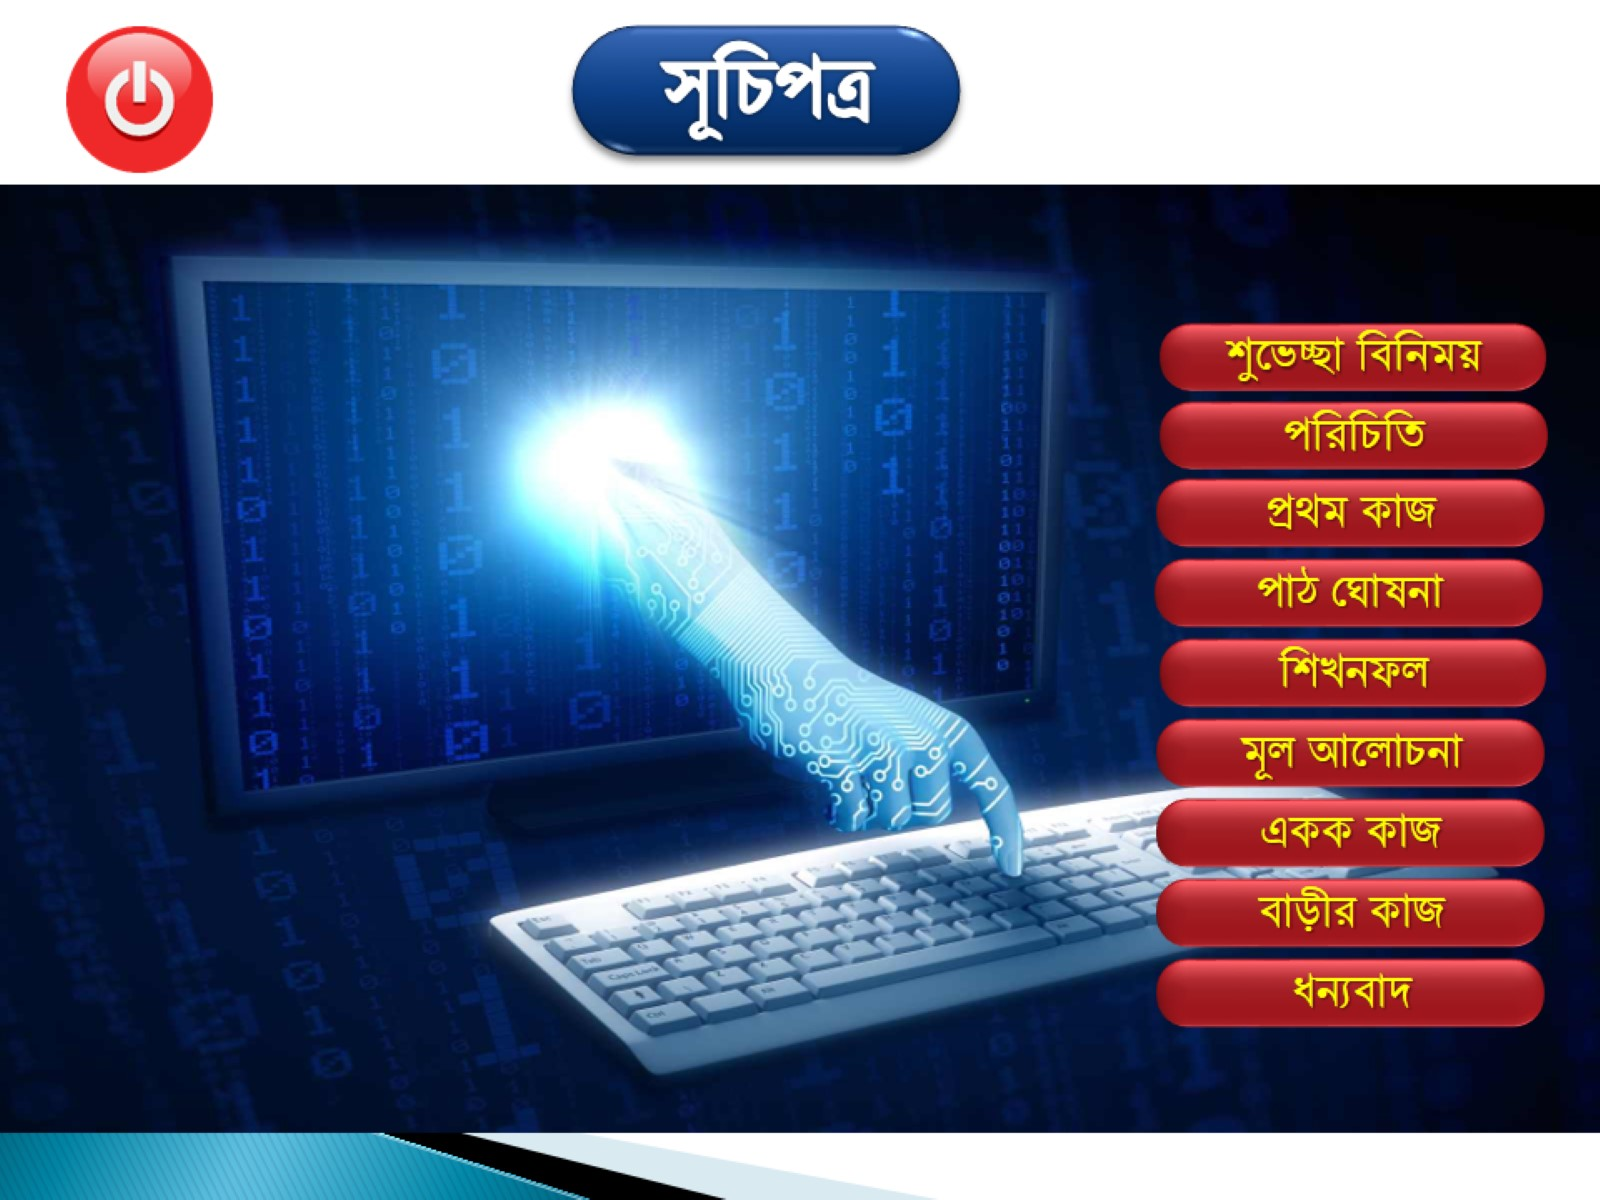 সূচিপত্র
শুভেচ্ছা বিনিময়
পরিচিতি
প্রথম কাজ
পাঠ ঘোষনা
শিখনফল
মূল আলোচনা
একক কাজ
বাড়ীর কাজ
ধন্যবাদ